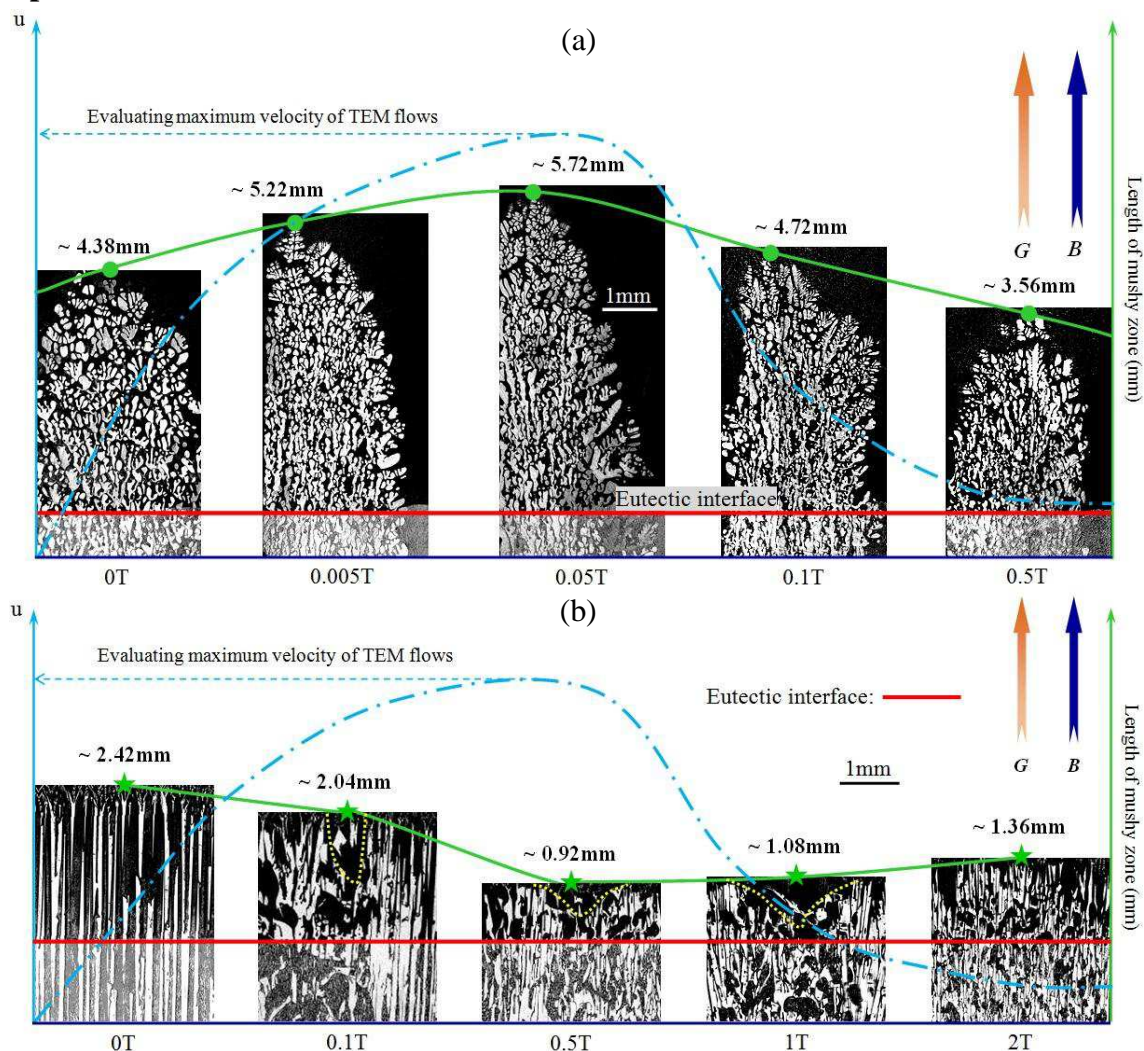 u
(a)
Evaluating maximum velocity of TEM flows
~ 5.72mm
~ 5.22mm
~ 4.72mm
~ 4.38mm
G
B
~ 3.56mm
1mm
Length of mushy zone (mm)
Eutectic interface
0T
0.005T
0.05T
0.1T
0.5T
u
(b)
Evaluating maximum velocity of TEM flows
Eutectic interface:
~ 2.42mm
~ 2.04mm
1mm
G
B
~ 0.92mm
~ 1.08mm
~ 1.36mm
Length of mushy zone (mm)
0T
0.1T
0.5T
1T
2T